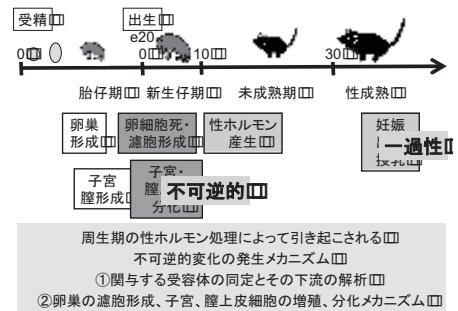 受精
出生
e20
0 0 10 30
胎仔期 新生仔期 未成熟期 性成熟
卵巣
形成
卵細胞死・
濾胞形成
性ホルモン
産生
妊娠
一過性
授乳
子宮
膣形成
子宮・
膣
不可逆的
分化
周生期の性ホルモン処理によって引き起こされる
不可逆的変化の発生メカニズム
①関与する受容体の同定とその下流の解析
②卵巣の濾胞形成、子宮、膣上皮細胞の増殖、分化メカニズム